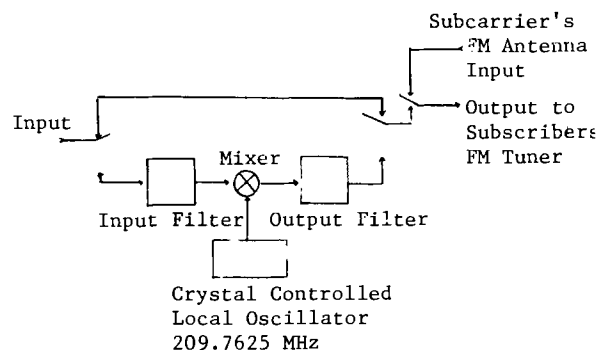 Subcarrier's
FM Antenna
Input
Input
Output to
Subscribers
FM Tuner
Mixer
Input Filter
Output Filter
Crystal Controlled
Local Oscillator
209.7625 MHz